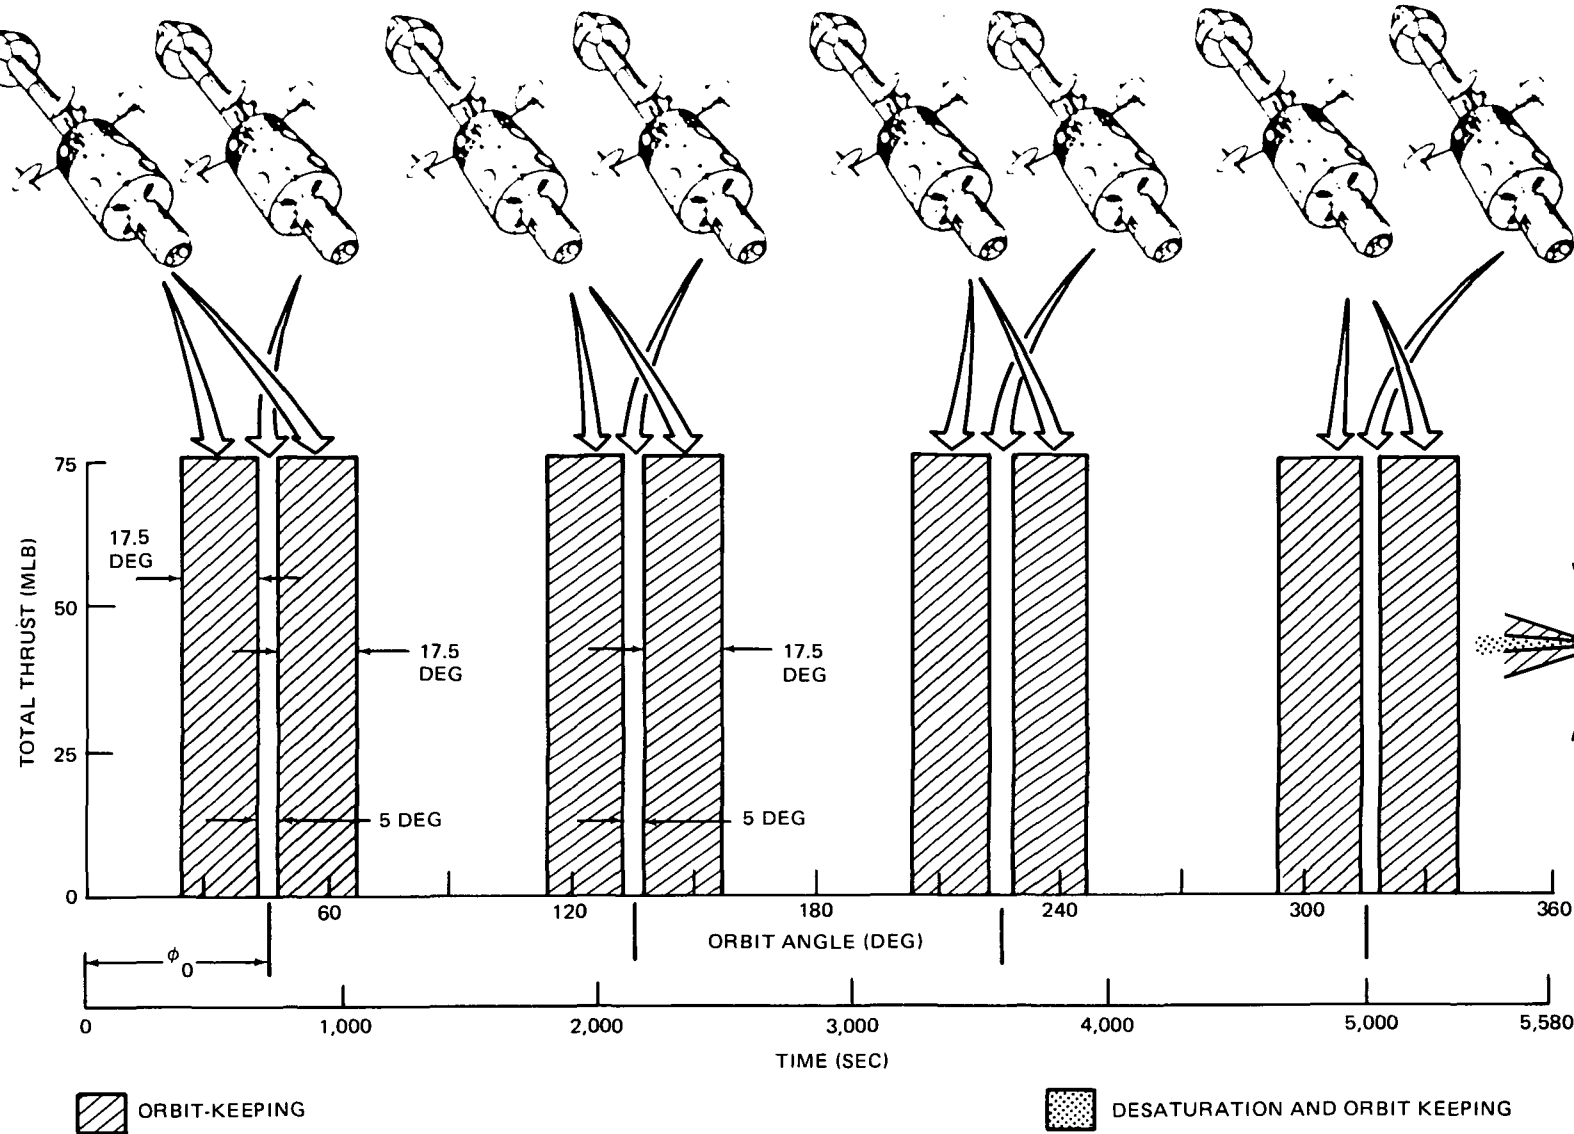 75
50
25
0
TOTAL THRUST (MLB)
17.5
DEG
17.5
DEG
17.5
DEG
5 DEG
5 DEG
60
120
180
240
300
360
ORBIT ANGLE (DEG)
ϕ0
0
1,000
2,000
3,000
4,000
5,000
5,580
TIME (SEC)
ORBIT-KEEPING
DESATURATION AND ORBIT KEEPING